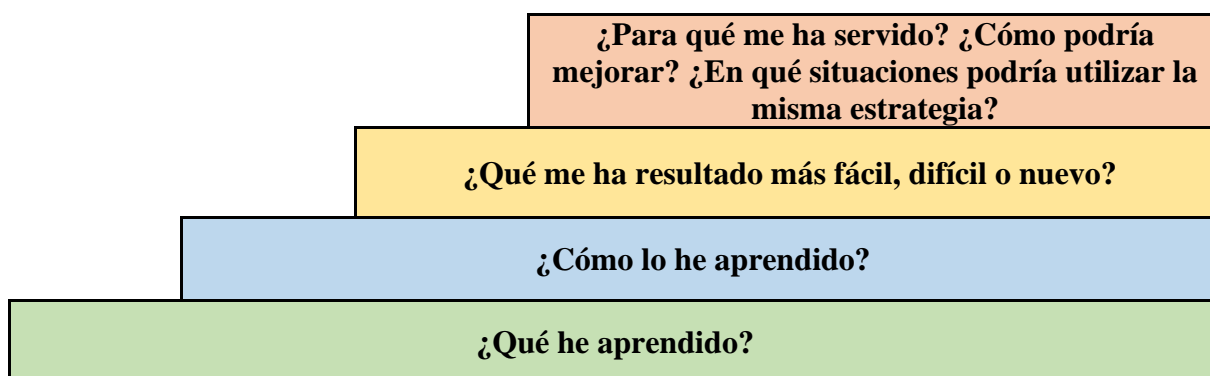 ¿Para qué me ha servido? ¿Cómo podría
mejorar? ¿En qué situaciones podría utilizar la
misma estrategia?
¿Qué me ha resultado más fácil, difícil o nuevo?
¿Cómo lo he aprendido?
¿Qué he aprendido?